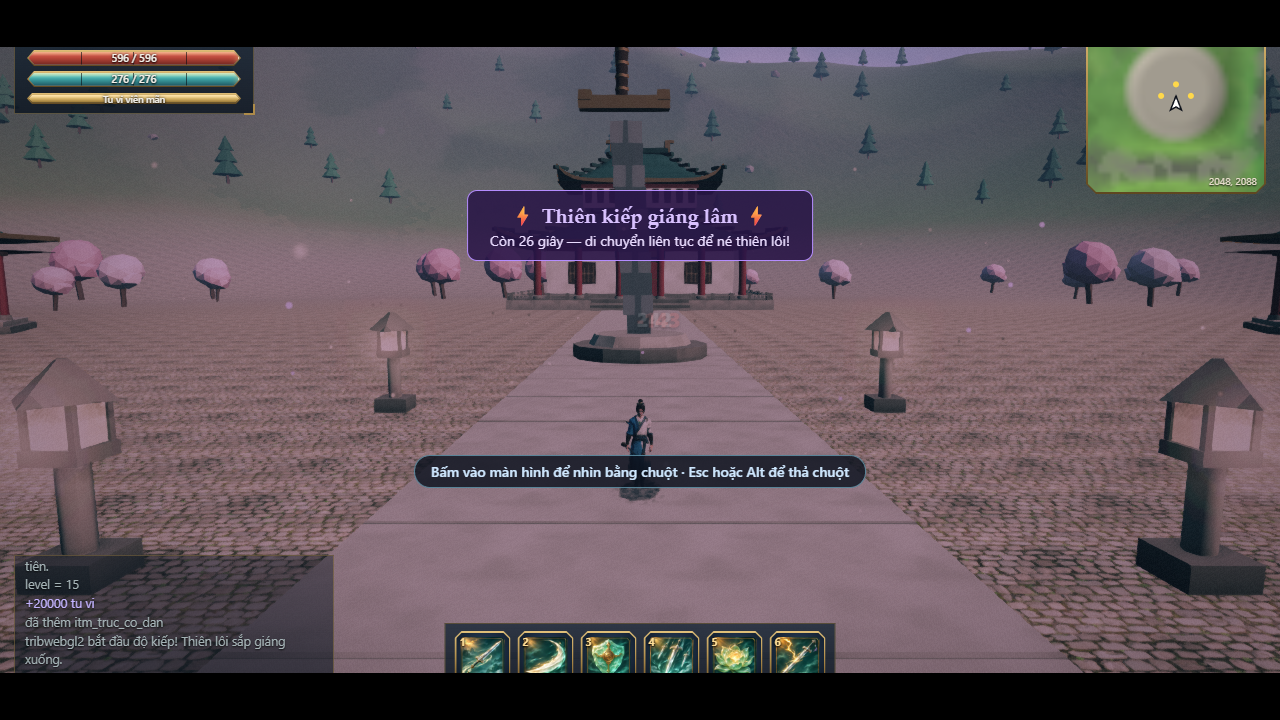 596 / 596
276 / 276
Tu vi viên mãn
2048, 2088
Thiên kiếp giáng lâm
Còn 26 giây — di chuyển liên tục để né thiên lôi!
2423
Bấm vào màn hình để nhìn bằng chuột · Esc hoặc Alt để thả chuột
tiên.
level = 15
+20000 tu vi
đã thêm itm_truc_co_dan
tribwebgl2 bắt đầu độ kiếp! Thiên lôi sắp giáng
xuống.
1 2 3 4 5 6